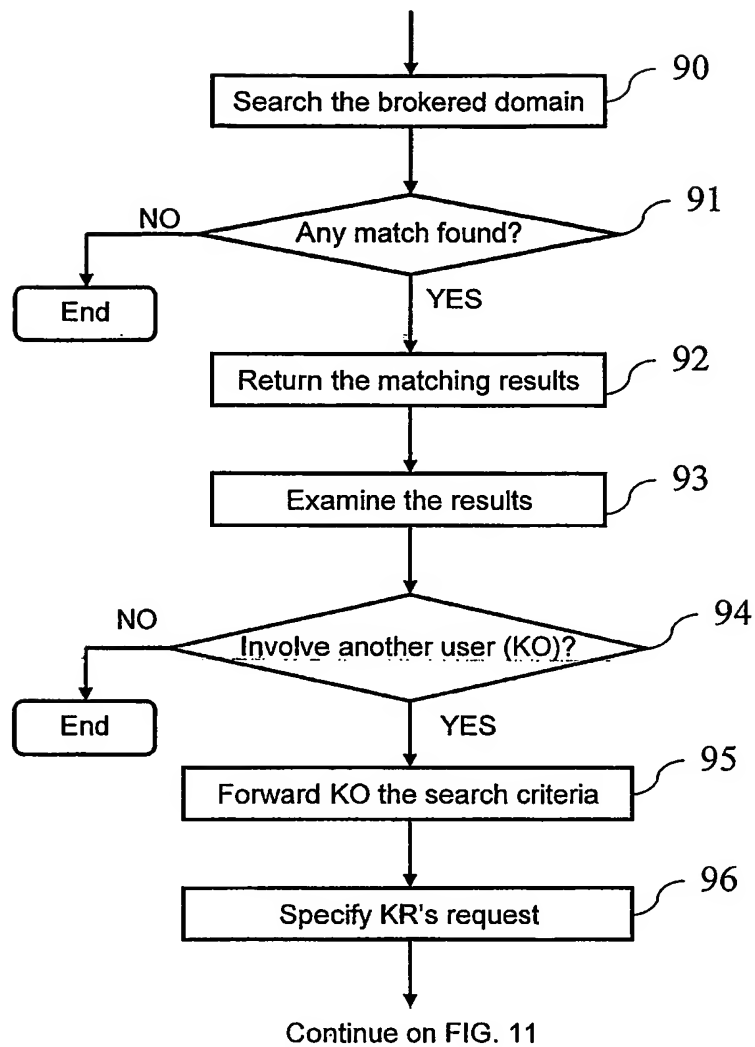 90
Search the brokered domain
91
NO
Any match found?
End
YES
92
Return the matching results
93
Examine the results
94
NO
Involve another user (KO)?
End
YES
95
Forward KO the search criteria
96
Specify KR's request
Continue on FIG. 11